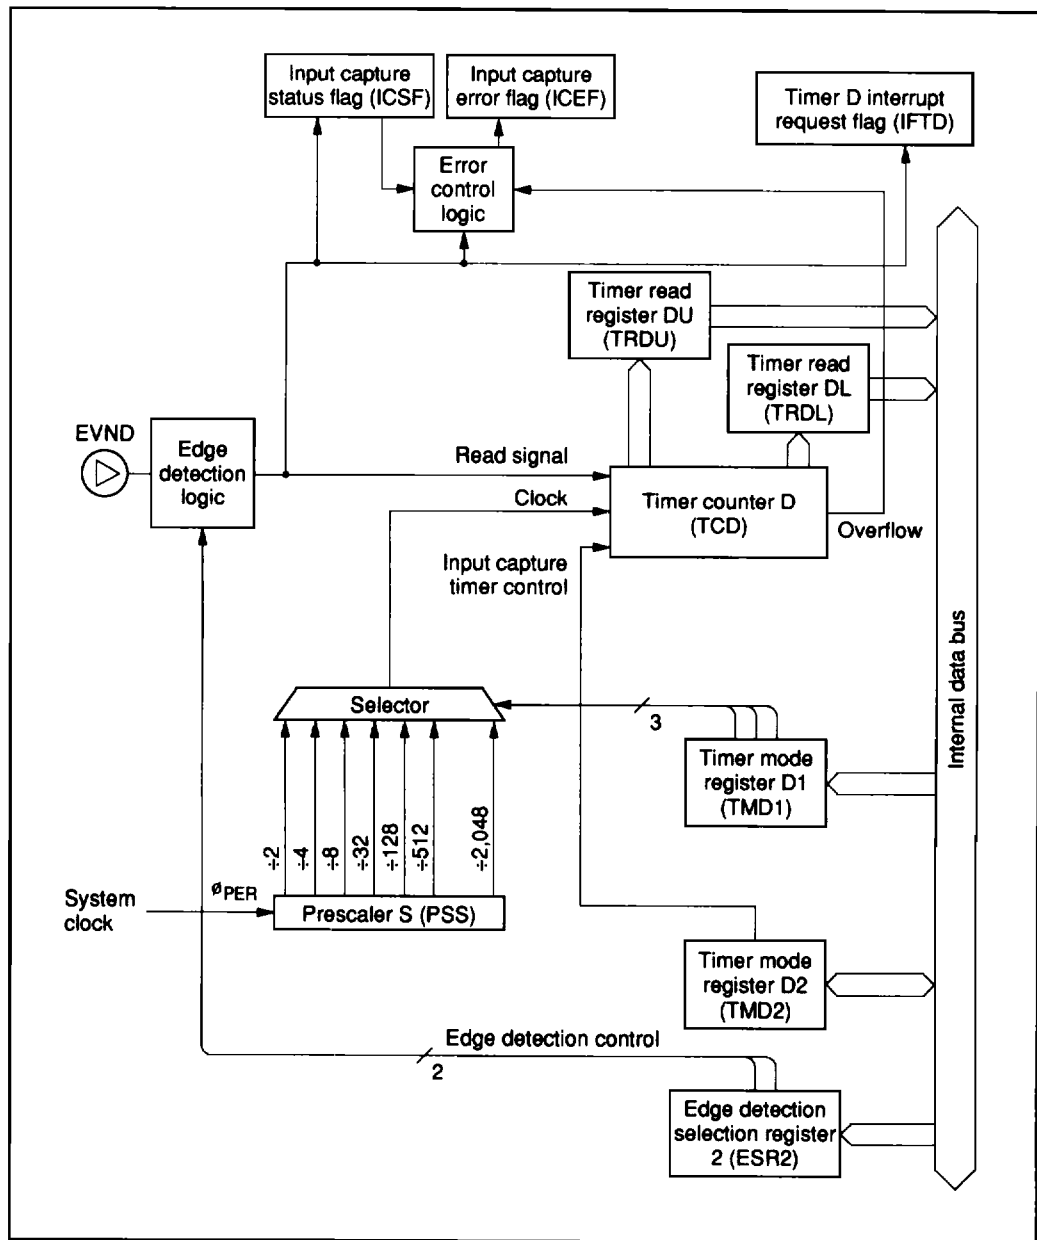 Input capture
status flag (ICSF)
Input capture
error flag (ICEF)
Timer D interrupt
request flag (IFTD)
Error
control
logic
Timer read
register DU
(TRDU)
Timer read
register DL
(TRDL)
EVND
Edge
detection
logic
Read signal
Clock
Timer counter D
(TCD)
Overflow
Input capture
timer control
Internal data bus
Selector
3
Timer mode
register D1
(TMD1)
÷2
÷4
÷8
÷32
÷128
÷512
÷2,048
System
clock
øPER
Prescaler S (PSS)
Timer mode
register D2
(TMD2)
Edge detection control
2
Edge detection
selection register
2 (ESR2)